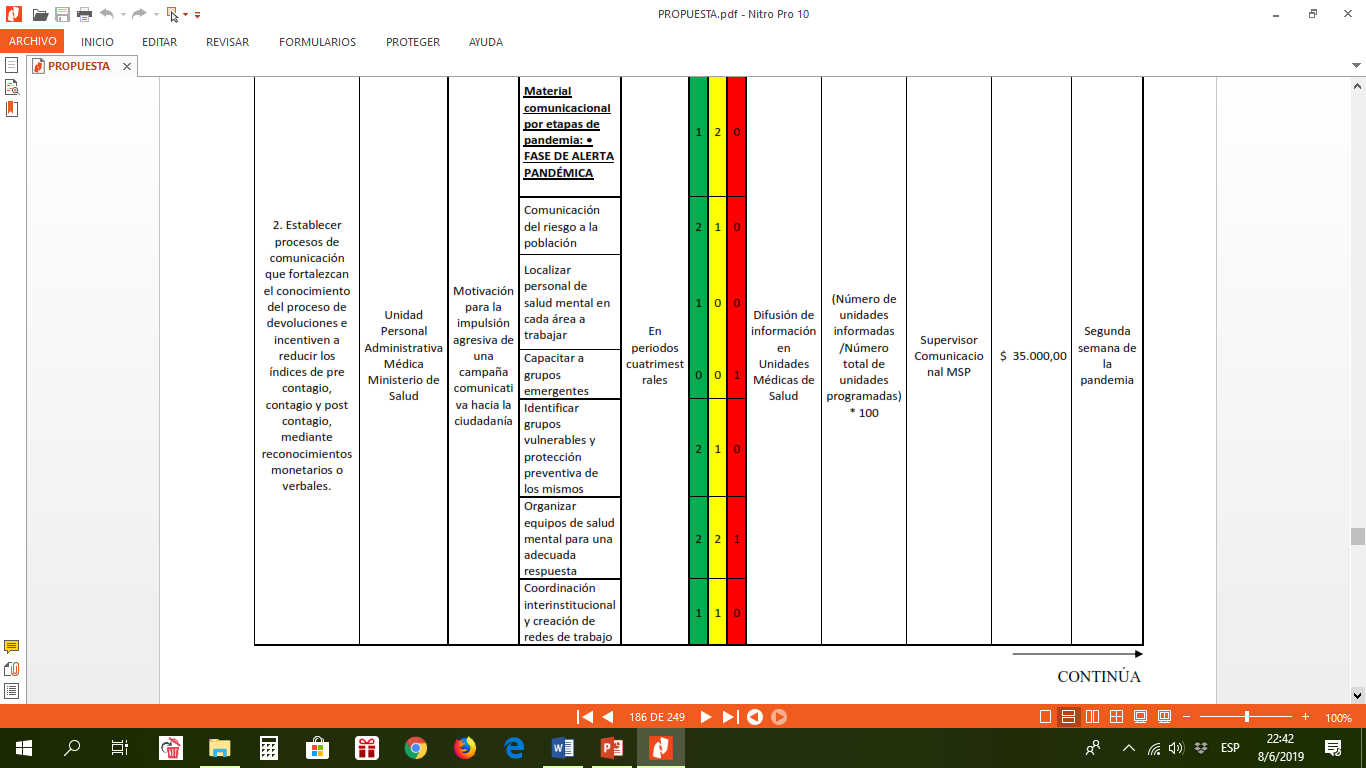 PROPUESTA.pdf - Nitro Pro 10
ARCHIVO INICIO EDITAR REVISAR FORMULARIOS PROTEGER AYUDA
PROPUESTA
2. Establecer
procesos de
comunicación
que fortalezcan
el conocimiento
del proceso de
devoluciones e
incentiven a
reducir los
índices de pre
contagio,
contagio y post
contagio,
mediante
reconocimientos
monetarios o
verbales.
Unidad
Personal
Administrativa
Médica
Ministerio de
Salud
Motivación
para la
impulsión
agresiva de
una
campaña
comunicati
va hacia la
ciudadanía
Material
comunicacional
por etapas de
pandemia: •
FASE DE ALERTA
PANDÉMICA
Comunicación
del riesgo a la
población
Localizar
personal de
salud mental en
cada área a
trabajar
Capacitar a
grupos
emergentes
Identificar
grupos
vulnerables y
protección
preventiva de
los mismos
Organizar
equipos de salud
mental para una
adecuada
respuesta
Coordinación
interinstitucional
y creación de
redes de trabajo
En
periodos
cuatrimest
rales
1 2 0
2 1 0
1 0 0
0 0 1
2 1 0
2 2 1
1 1 0
Difusión de
información
en
Unidades
Médicas de
Salud
(Número de
unidades
informadas
/Número
total de
unidades
programadas)
* 100
Supervisor
Comunicacio
nal MSP
$ 35.000,00
Segunda
semana de
la
pandemia
CONTINÚA
186 DE 249
100%
ESP
22:42
8/6/2019